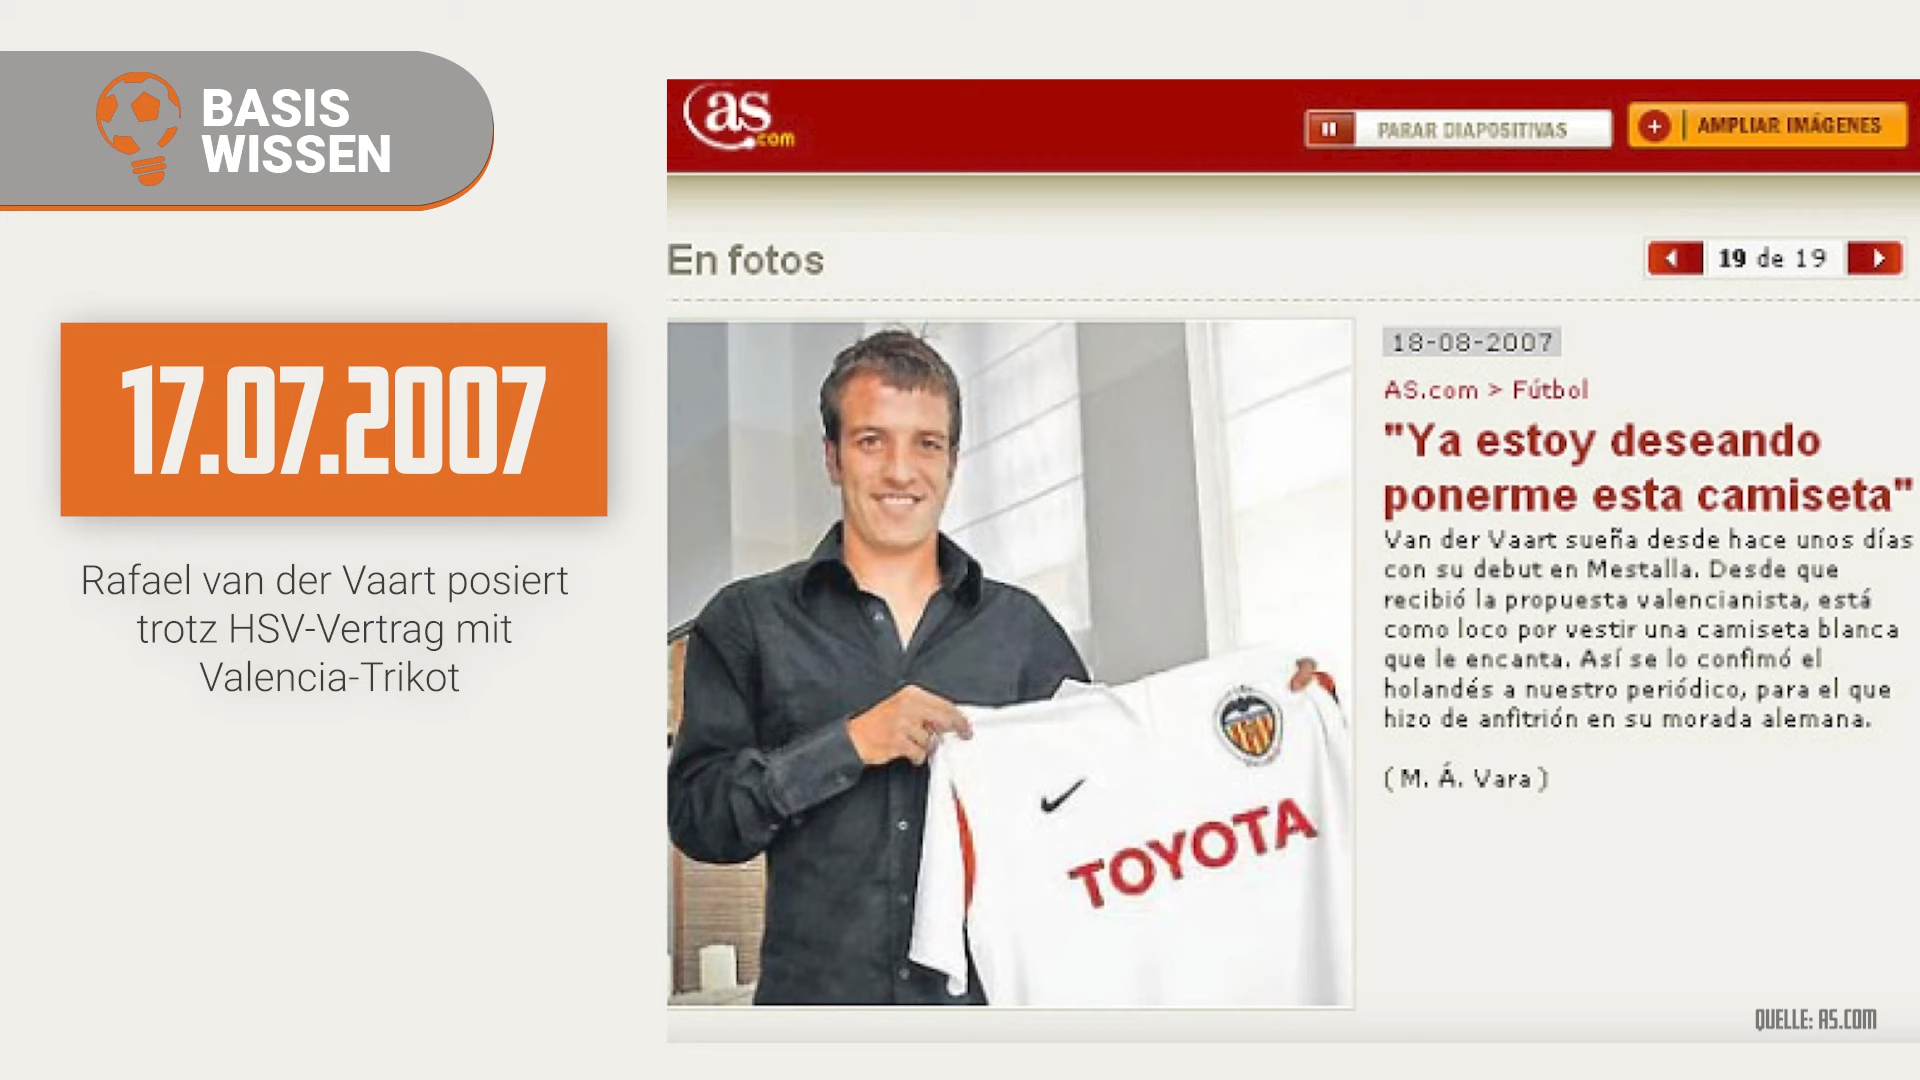 BASIS
WISSEN
17.07.2007
Rafael van der Vaart posiert
trotz HSV-Vertrag mit
Valencia-Trikot
as
.com
PARAR DIAPOSITIVAS
AMPLIAR IMÁGENES
En fotos
19 de 19
18-08-2007
AS.com > Fútbol
"Ya estoy deseando
ponerme esta camiseta"
Van der Vaart sueña desde hace unos días
con su debut en Mestalla. Desde que
recibió la propuesta valencianista, está
como loco por vestir una camiseta blanca
que le encanta. Así se lo confimó el
holandés a nuestro periódico, para el que
hizo de anfitrión en su morada alemana.
(M. Á. Vara)
TOYOTA
QUELLE: AS.COM